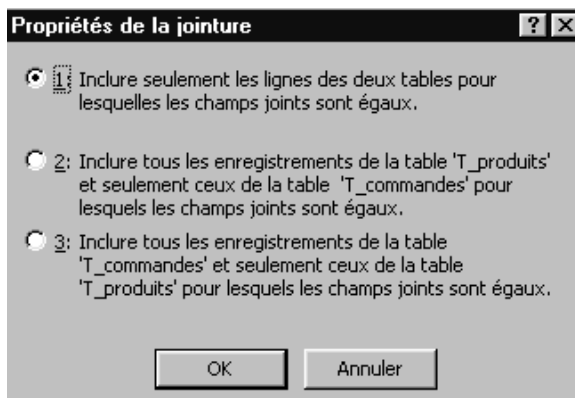 Propriétés de la jointure
1: Inclure seulement les lignes des deux tables pour
lesquelles les champs joints sont égaux.
2: Inclure tous les enregistrements de la table 'T_produits'
et seulement ceux de la table 'T_commandes' pour
lesquels les champs joints sont égaux.
3: Inclure tous les enregistrements de la table
'T_commandes' et seulement ceux de la table
'T_produits' pour lesquels les champs joints sont égaux.
OK Annuler